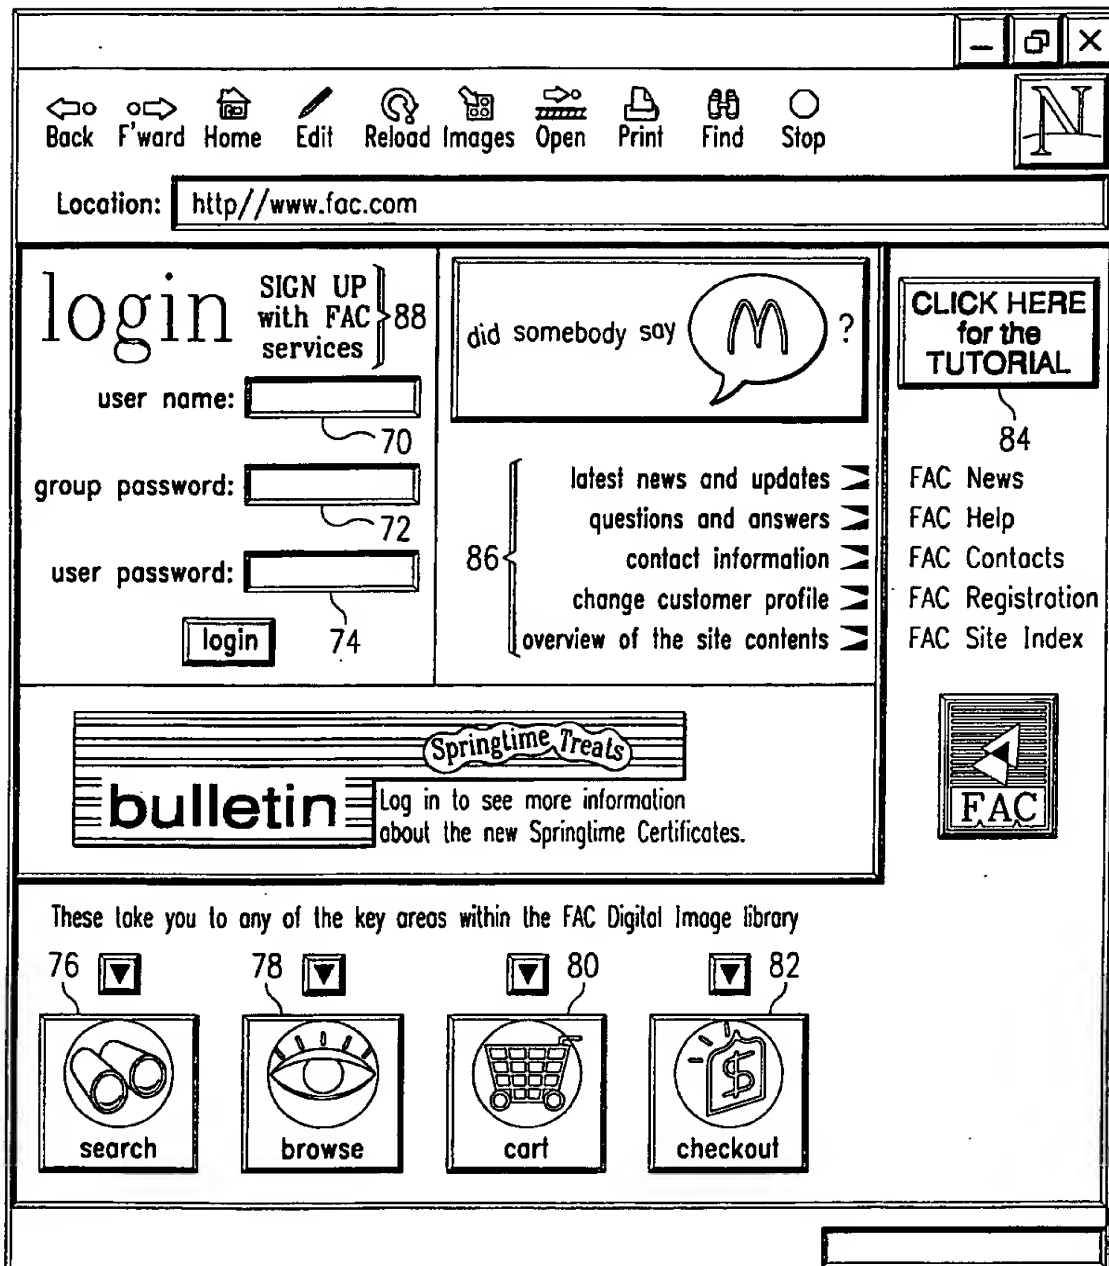 Back F'ward Home Edit Reload Images Open Print Find Stop
N
Location: http//www.fac.com
login
SIGN UP
with FAC
services
88
user name:
70
group password:
72
user password:
74
login
did somebody say M ?
CLICK HERE
for the
TUTORIAL
84
86
latest news and updates FAC News
questions and answers FAC Help
contact information FAC Contacts
change customer profile FAC Registration
overview of the site contents FAC Site Index
Springtime Treats
bulletin
Log in to see more information
about the new Springtime Certificates.
FAC
These take you to any of the key areas within the FAC Digital Image library
76 78 80 82
$
search browse cart checkout